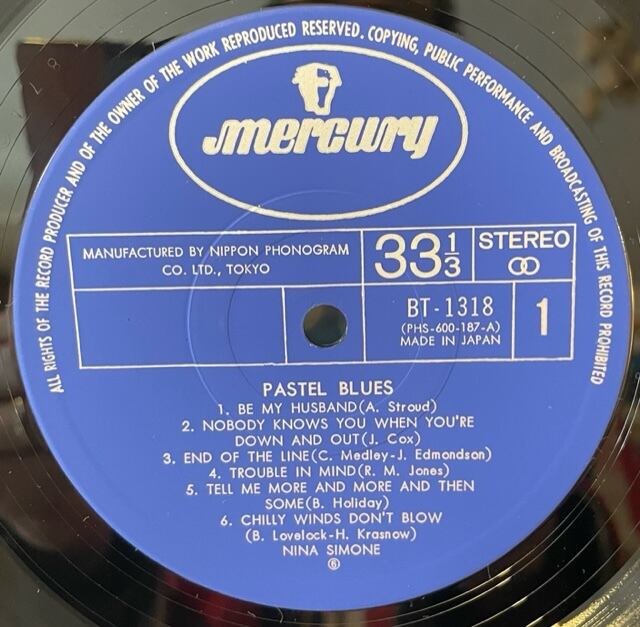 ALL RIGHTS OF THE RECORD PRODUCER AND OF THE OWNER OF THE WORK REPRODUCED RESERVED. COPYING, PUBLIC PERFORMANCE AND BROADCASTING OF THIS RECORD PROHIBITED
mercury
MANUFACTURED BY NIPPON PHONOGRAM
CO. LTD., TOKYO
33 1/3
STEREO
BT-1318
(PHS-600-187-A)
MADE IN JAPAN
1
PASTEL BLUES
1. BE MY HUSBAND(A. Stroud)
2. NOBODY KNOWS YOU WHEN YOU'RE
DOWN AND OUT(J. Cox)
3. END OF THE LINE(C. Medley-J. Edmondson)
4. TROUBLE IN MIND(R. M. Jones)
5. TELL ME MORE AND MORE AND THEN
SOME(B. Holiday)
6. CHILLY WINDS DON'T BLOW
(B. Lovelock-H. Krasnow)
NINA SIMONE
⑥